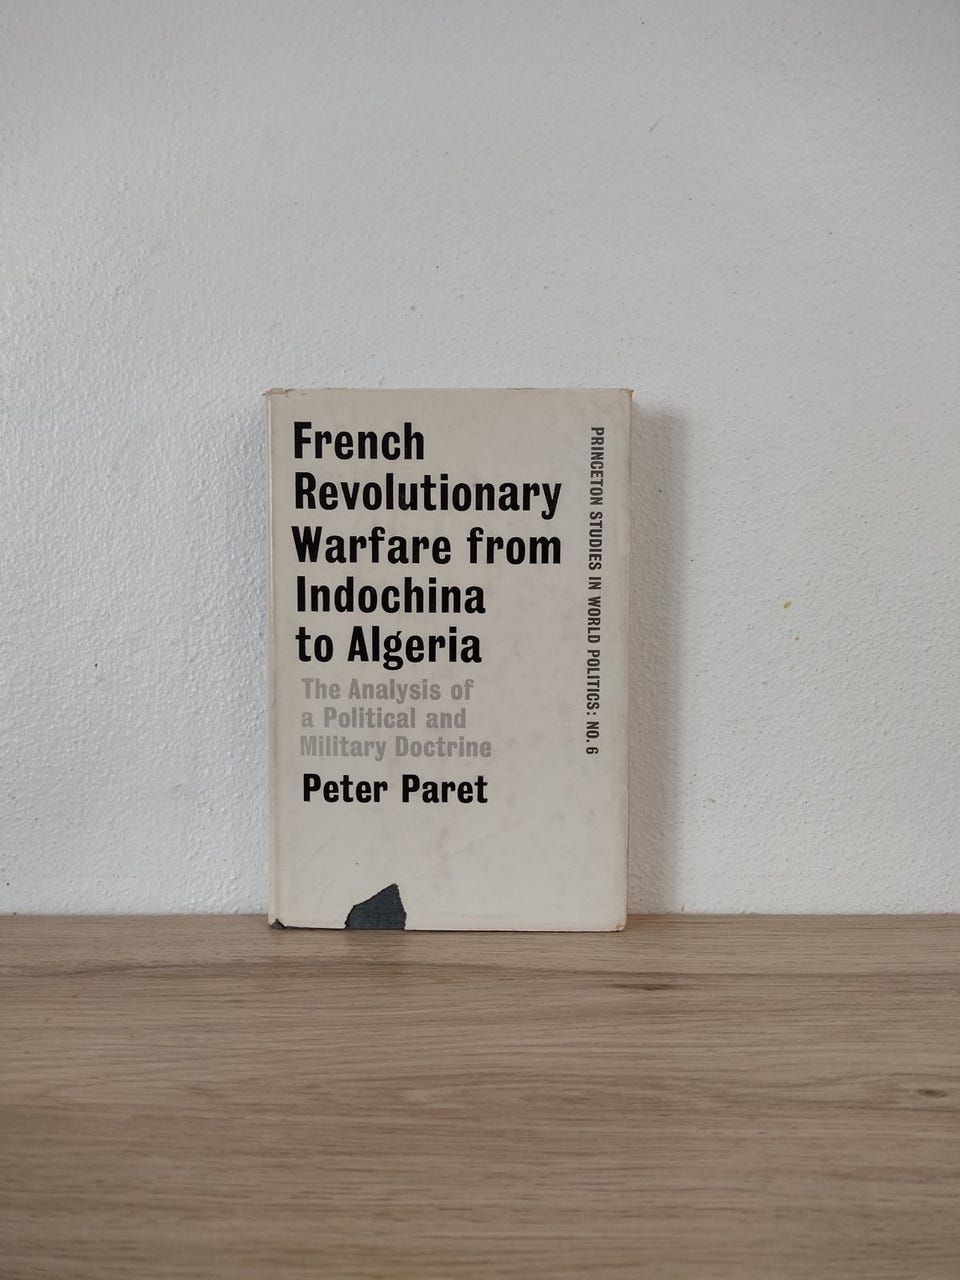 French
Revolutionary
Warfare from
Indochina
to Algeria
The Analysis of
a Political and
Military Doctrine
Peter Paret
PRINCETON STUDIES IN WORLD POLITICS: NO. 6